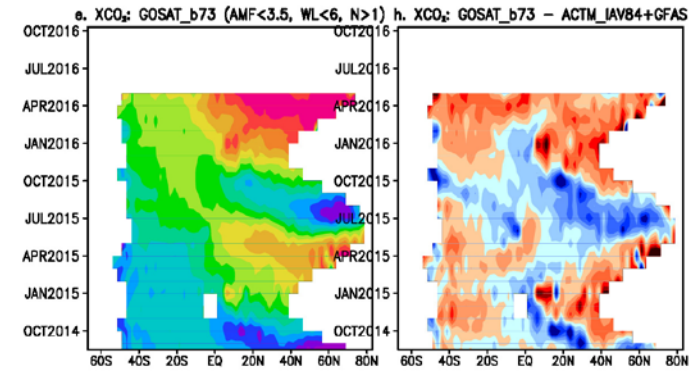 e. XCO₂: GOSAT_b73 (AMF<3.5, WL<6, N>1)
OCT2016
JUL2016
APR2016
JAN2016
OCT2015
JUL2015
APR2015
JAN2015
OCT2014
60S 40S 20S EQ 20N 40N 60N 80N
h. XCO₂: GOSAT_b73 − ACTM_IAV84+GFAS
OCT2016
JUL2016
APR2016
JAN2016
OCT2015
JUL2015
APR2015
JAN2015
OCT2014
60S 40S 20S EQ 20N 40N 60N 80N